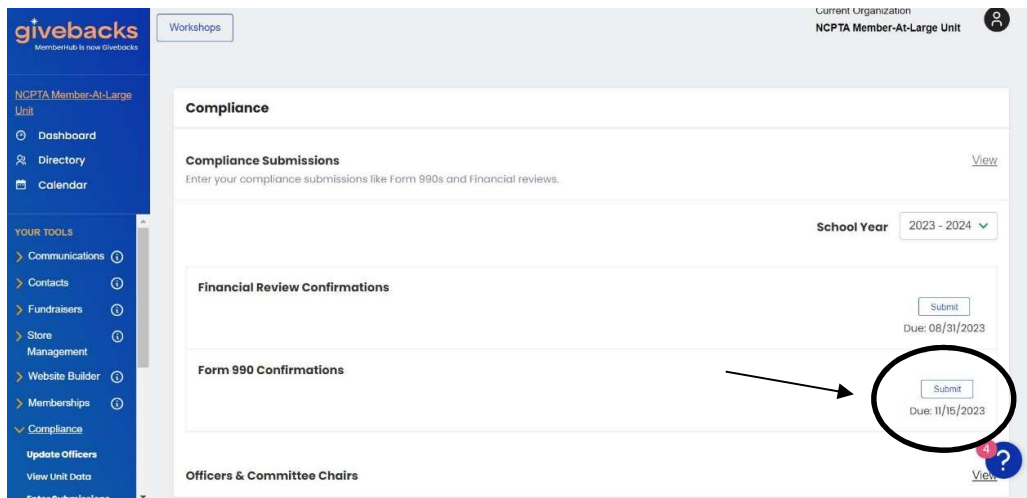 givebacks
MemberHub is now Givebacks
Workshops
Current Organization
NCPTA Member-At-Large Unit
NCPTA Member-At-Large
Unit
Dashboard
Directory
Calendar
YOUR TOOLS
Communications
Contacts
Fundraisers
Store
Management
Website Builder
Memberships
Compliance
Update Officers
View Unit Data
Enter Submissions
Compliance
Compliance Submissions
View
Enter your compliance submissions like Form 990s and Financial reviews.
School Year
2023 - 2024
Financial Review Confirmations
Submit
Due: 08/31/2023
Form 990 Confirmations
Submit
Due: 11/15/2023
Officers & Committee Chairs
View
4
?